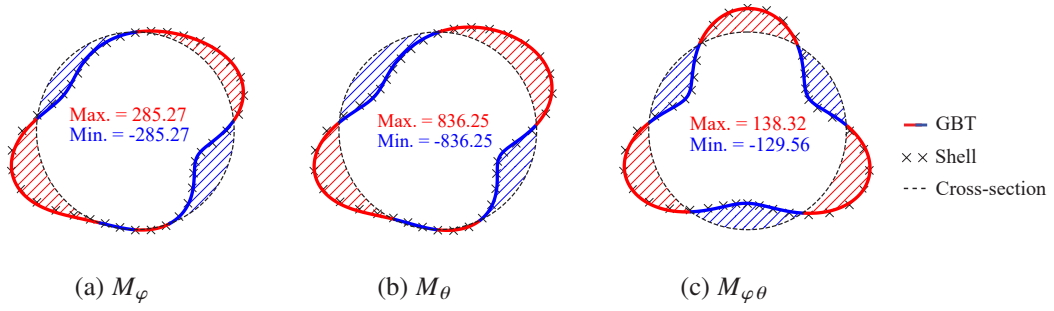 Max. = 285.27
Min. = -285.27
Max. = 836.25
Min. = -836.25
Max. = 138.32
Min. = -129.56
GBT
Shell
Cross-section
(a) M_φ
(b) M_θ
(c) M_φθ